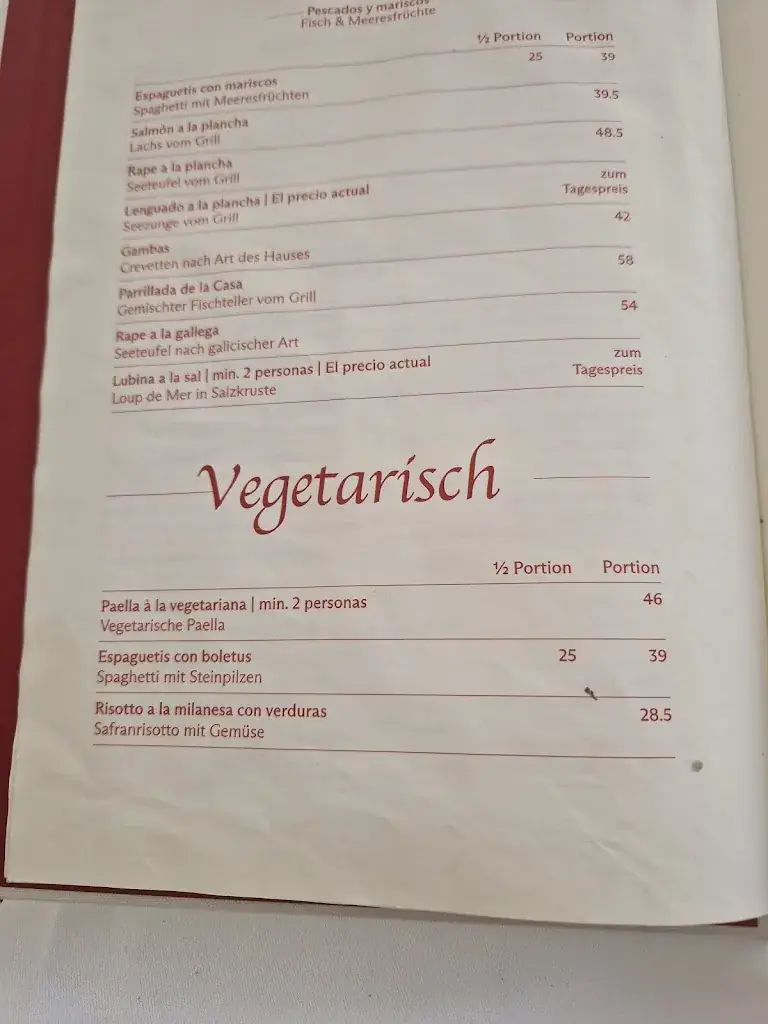 Pescados y mariscos
Fisch & Meeresfrüchte
½ Portion Portion
Espaguetis con mariscos 25 39
Spaghetti mit Meeresfrüchten
Salmòn a la plancha 39.5
Lachs vom Grill
Rape a la plancha 48.5
Seeteufel vom Grill
Lenguado a la plancha | El precio actual zum
Seezunge vom Grill Tagespreis
Gambas 42
Crevetten nach Art des Hauses
Parrillada de la Casa 58
Gemischter Fischteller vom Grill
Rape a la gallega 54
Seeteufel nach galicischer Art
Lubina a la sal | min. 2 personas | El precio actual zum
Loup de Mer in Salzkruste Tagespreis
Vegetarisch
½ Portion Portion
Paella à la vegetariana | min. 2 personas 46
Vegetarische Paella
Espaguetis con boletus 25 39
Spaghetti mit Steinpilzen
Risotto a la milanesa con verduras 28.5
Safranrisotto mit Gemüse